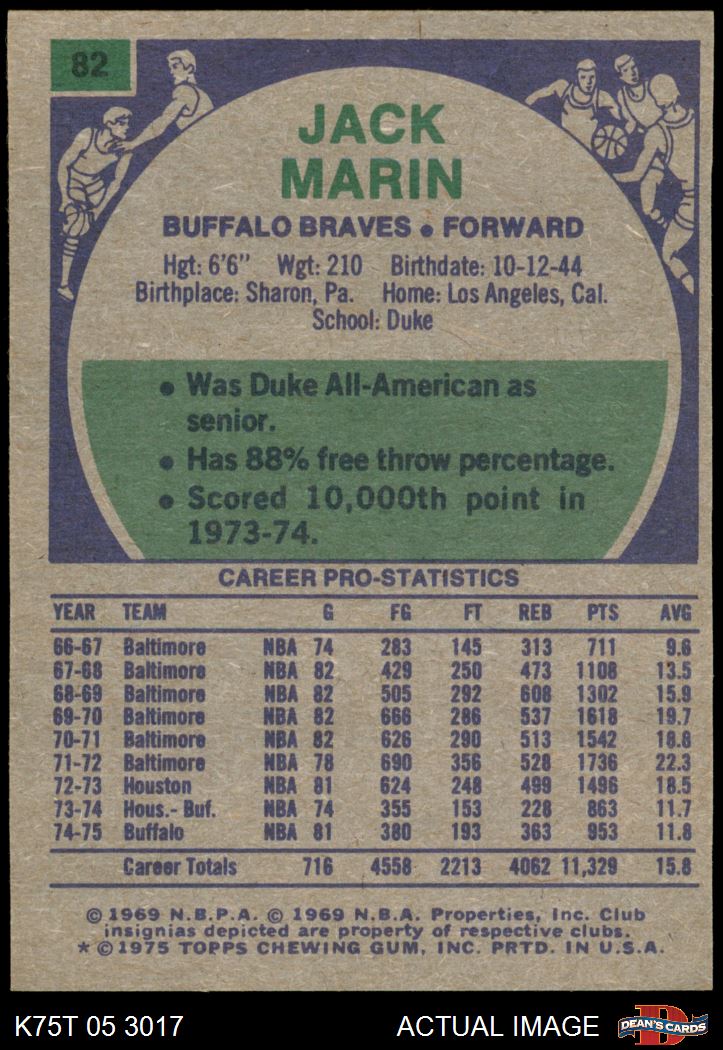 82
JACK
MARIN
BUFFALO BRAVES • FORWARD
Hgt: 6'6" Wgt: 210 Birthdate: 10-12-44
Birthplace: Sharon, Pa. Home: Los Angeles, Cal.
School: Duke
• Was Duke All-American as
senior.
• Has 88% free throw percentage.
• Scored 10,000th point in
1973-74.
CAREER PRO-STATISTICS
YEAR TEAM G FG FT REB PTS AVG
66-67 Baltimore NBA 74 283 145 313 711 9.6
67-68 Baltimore NBA 82 429 250 473 1108 13.5
68-69 Baltimore NBA 82 505 292 608 1302 15.9
69-70 Baltimore NBA 82 666 286 537 1618 19.7
70-71 Baltimore NBA 82 626 290 513 1542 18.8
71-72 Baltimore NBA 78 690 356 528 1736 22.3
72-73 Houston NBA 81 624 248 499 1496 18.5
73-74 Hous.- Buf. NBA 74 355 153 228 863 11.7
74-75 Buffalo NBA 81 380 193 363 953 11.8
Career Totals 716 4558 2213 4062 11,329 15.8
© 1969 N.B.P.A. © 1969 N.B.A. Properties, Inc. Club
insignias depicted are property of respective clubs.
* © 1975 TOPPS CHEWING GUM, INC. PRTD. IN U.S.A.
K75T 05 3017 ACTUAL IMAGE D DEAN'S CARDS